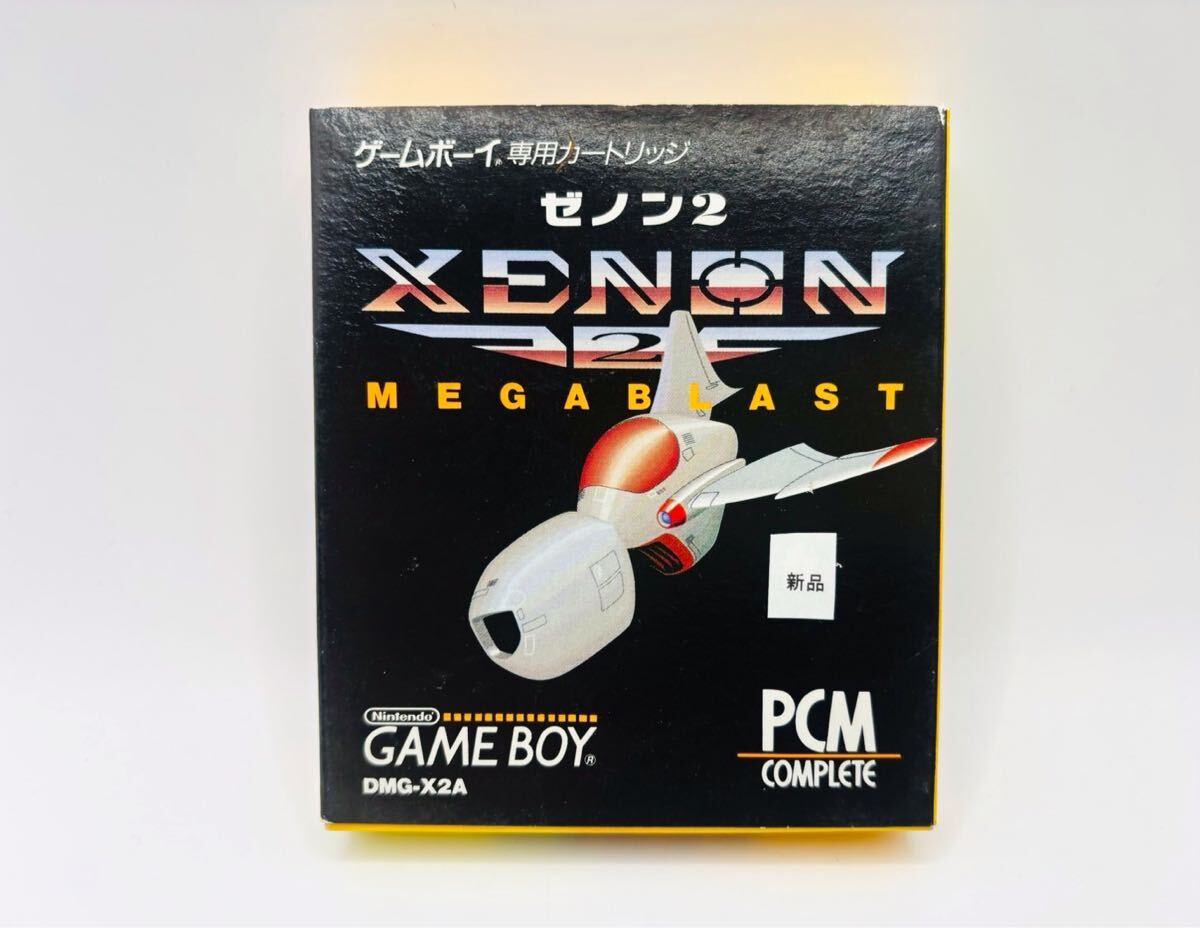 ゲームボーイ® 専用カートリッジ
ゼノン2
XENON
2
MEGABLAST
新品
Nintendo®
GAME BOY®
DMG-X2A
PCM
COMPLETE